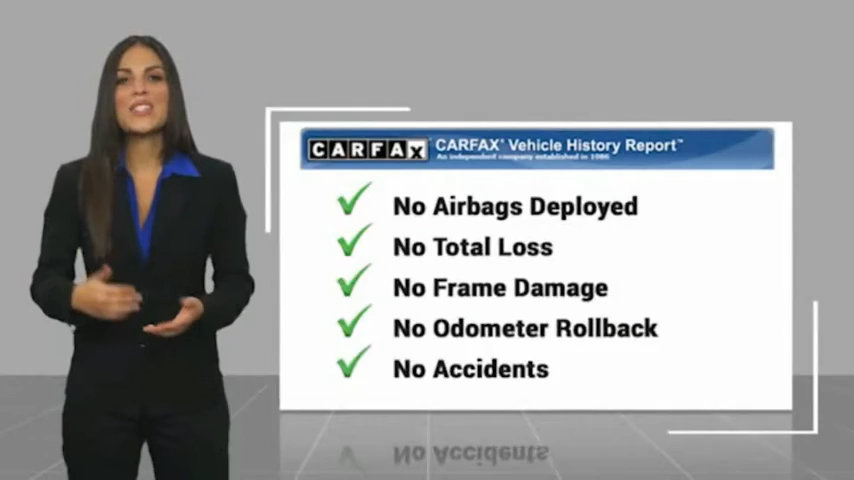 CARFAX CARFAX® Vehicle History Report™
An independent company established in 1986
No Airbags Deployed
No Total Loss
No Frame Damage
No Odometer Rollback
No Accidents
No Accidents